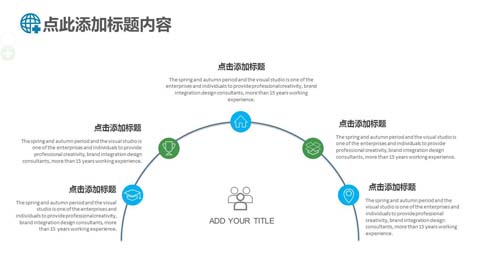 点此添加标题内容
点击添加标题
The spring and autumn period and the visual studio is one of
the enterprises and individuals to provide professional creativity, brand
integration design consultants, more than 15 years working
experience.
点击添加标题
The spring and autumn period and the visual studio is
one of the enterprises and individuals to provide
professional creativity, brand integration design
consultants, more than 15 years working experience.
点击添加标题
The spring and autumn period and the visual studio is
one of the enterprises and individuals to provide
professional creativity, brand integration design
consultants, more than 15 years working experience.
点击添加标题
The spring and autumn period and the visual
studio is one of the enterprises and
individuals to provide professional creativity,
brand integration design consultants, more
than 15 years working experience.
点击添加标题
The spring and autumn period and the visual
studio is one of the enterprises and
individuals to provide professional
creativity, brand integration design
consultants, more than 15 years working
experience.
ADD YOUR TITLE